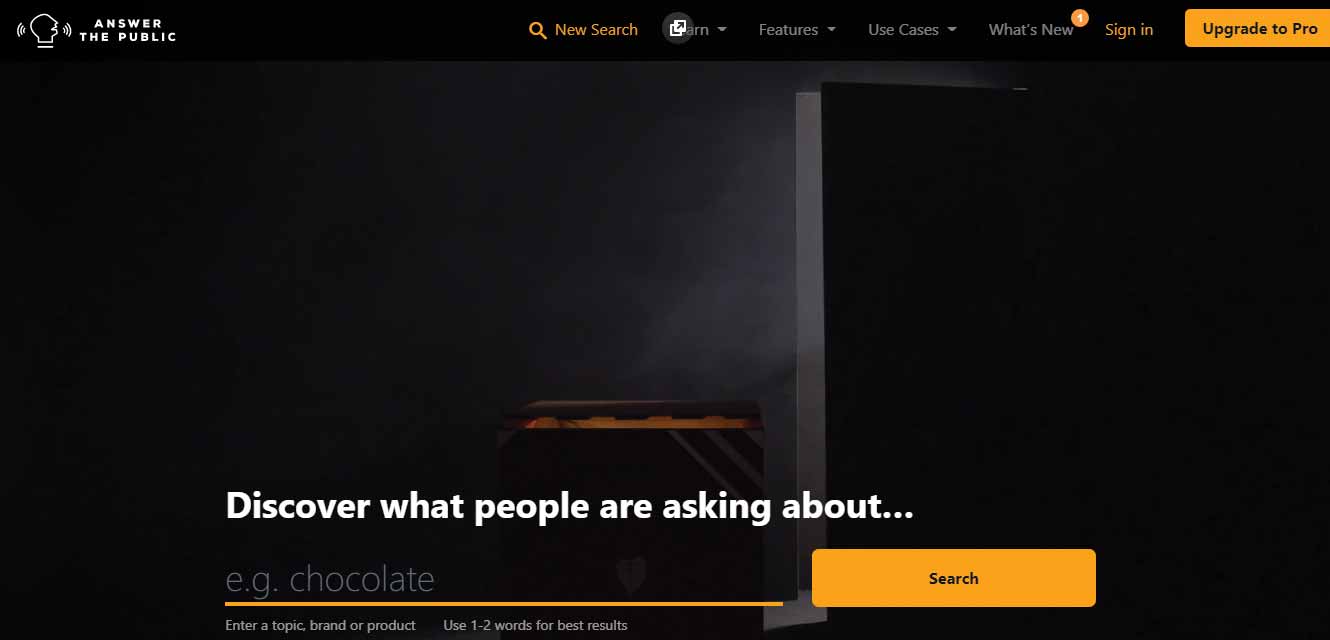 ANSWER
THE PUBLIC
New Search
arn
Features
Use Cases
What's New
1
Sign in
Upgrade to Pro
Discover what people are asking about...
e.g. chocolate
Search
Enter a topic, brand or product
Use 1-2 words for best results